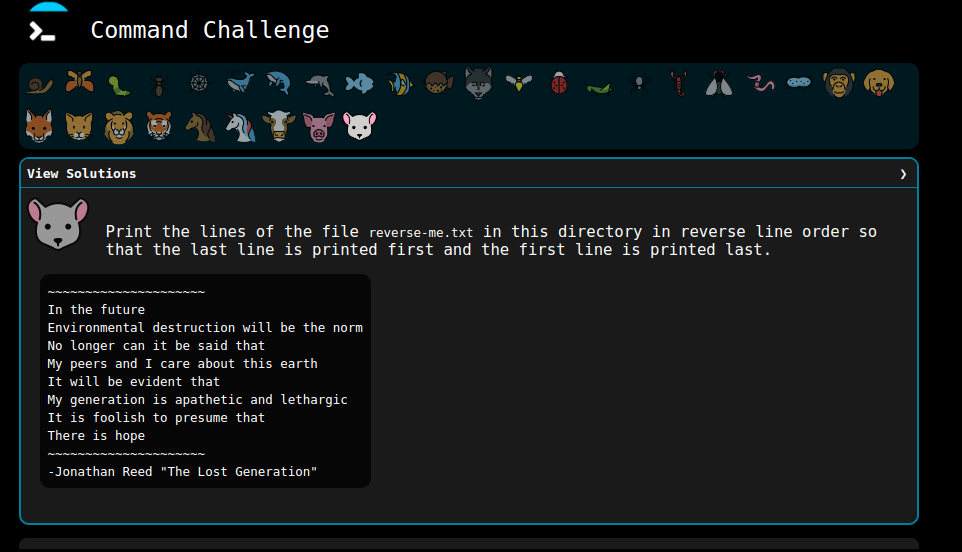 Command Challenge
View Solutions ❯
Print the lines of the file reverse-me.txt in this directory in reverse line order so
that the last line is printed first and the first line is printed last.
~~~~~~~~~~~~~~~~~~~~~
In the future
Environmental destruction will be the norm
No longer can it be said that
My peers and I care about this earth
It will be evident that
My generation is apathetic and lethargic
It is foolish to presume that
There is hope
~~~~~~~~~~~~~~~~~~~~~
-Jonathan Reed "The Lost Generation"